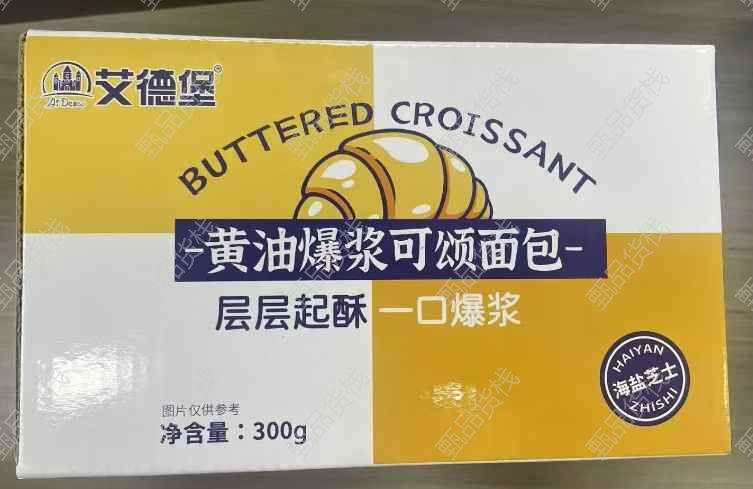 艾德堡®
BUTTERED CROISSANT
-黄油爆浆可颂面包-
层层起酥 一口爆浆
HAIYAN
海盐芝士
ZHISHI
图片仅供参考
净含量：300g
甄品货栈